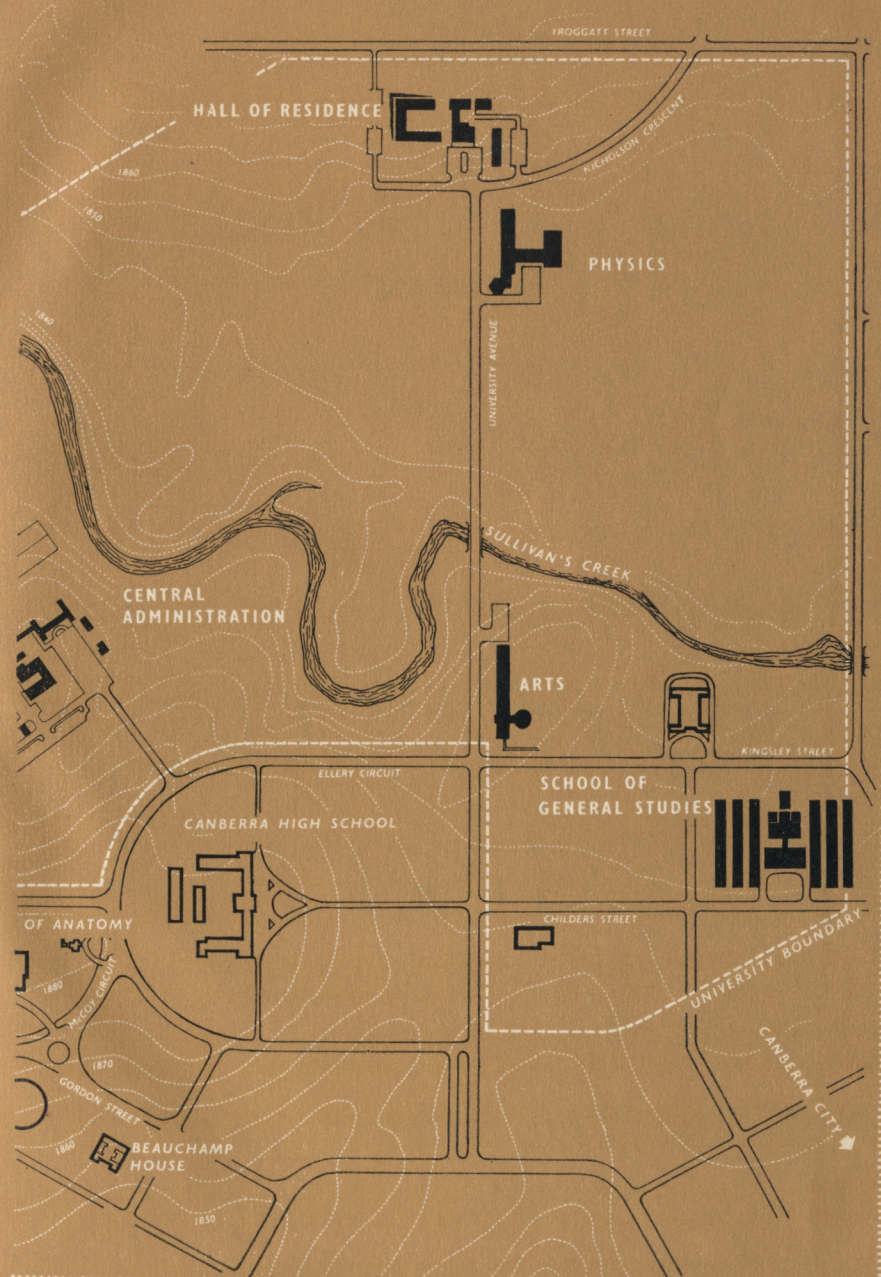 FROGGATT STREET
HALL OF RESIDENCE
NICHOLSON CRESCENT
1860
1850
PHYSICS
1840
UNIVERSITY AVENUE
SULLIVAN'S CREEK
CENTRAL
ADMINISTRATION
ARTS
KINGSLEY STREET
ELLERY CIRCUIT
SCHOOL OF
GENERAL STUDIES
CANBERRA HIGH SCHOOL
OF ANATOMY
CHILDERS STREET
UNIVERSITY BOUNDARY
1880
McCOY CIRCUIT
CANBERRA CITY
1870
GORDON STREET
1860
BEAUCHAMP
HOUSE
1850